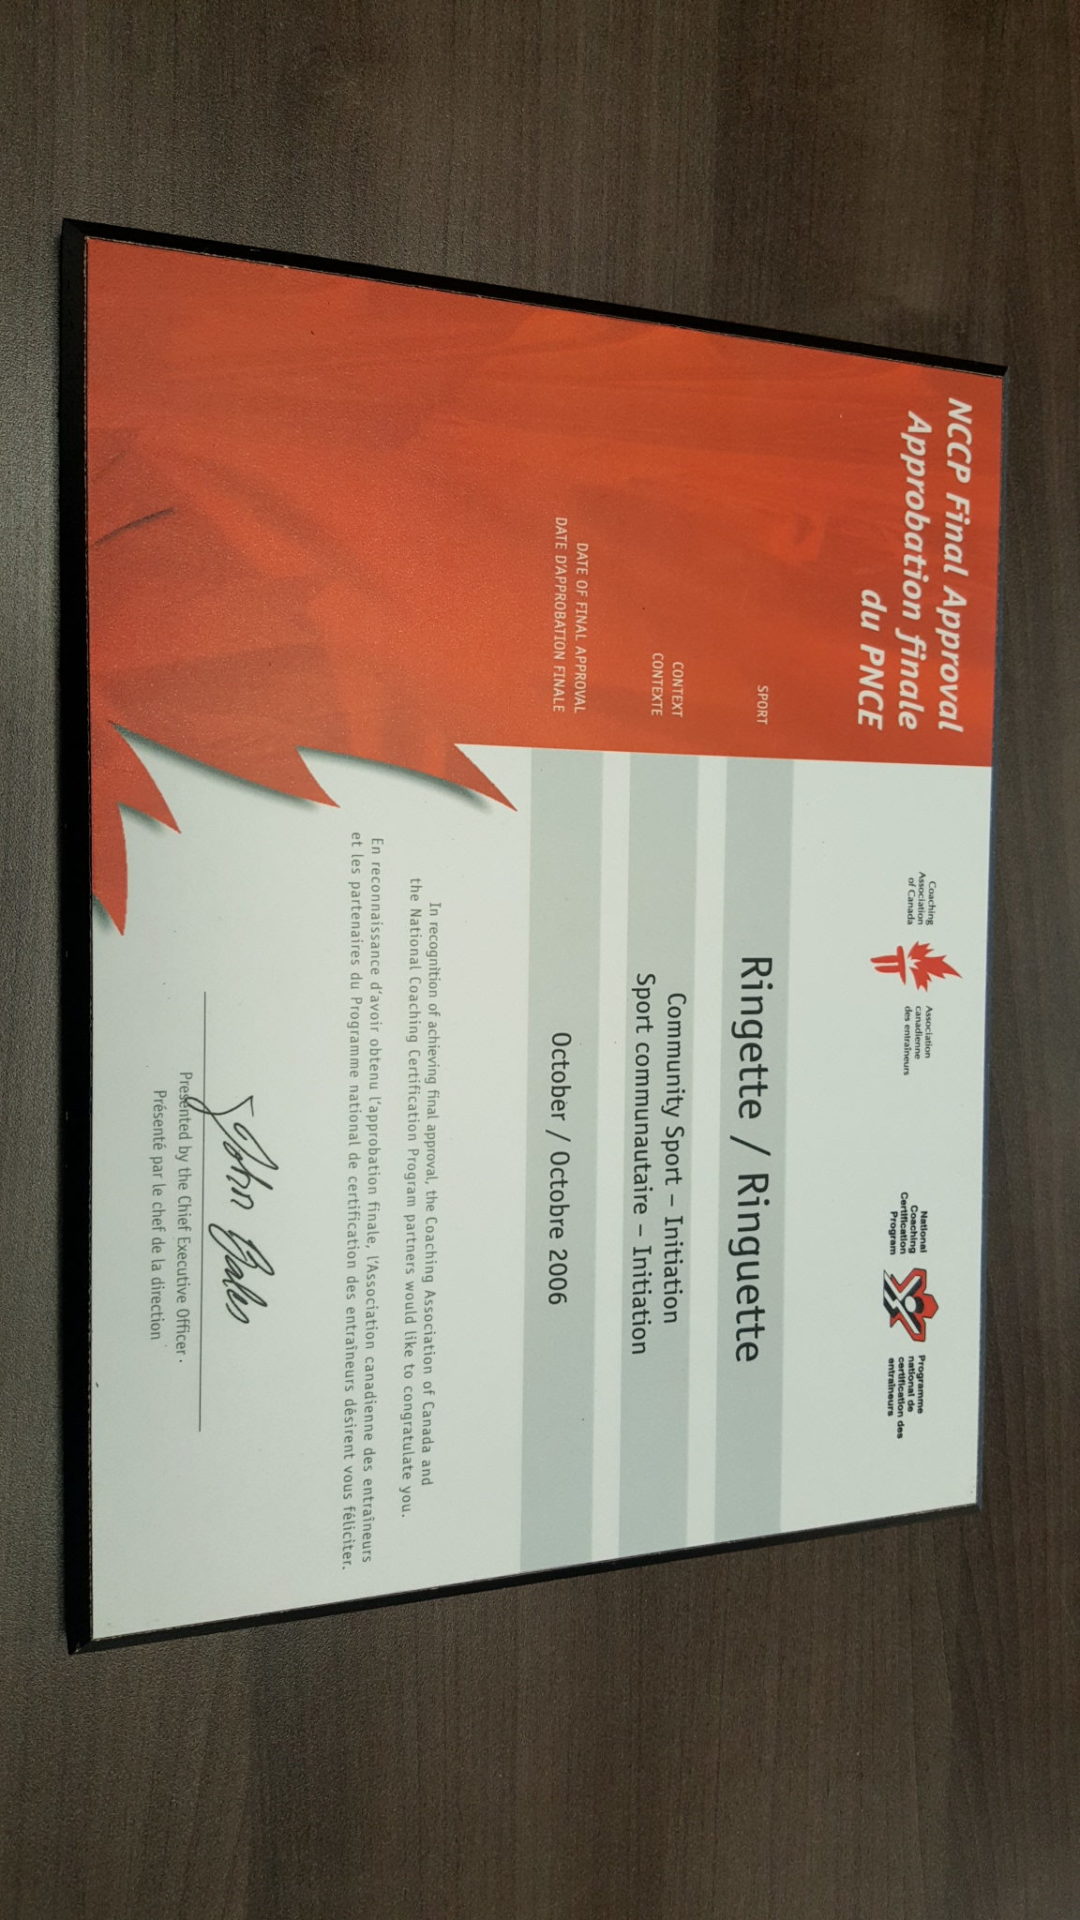 NCCP Final Approval
Approbation finale
du PNCE
Coaching
Association
of Canada
Association
canadienne
des entraîneurs
National
Coaching
Certification
Program
Programme
national de
certification des
entraîneurs
SPORT
Ringette / Ringuette
CONTEXT
CONTEXTE
Community Sport – Initiation
Sport communautaire – Initiation
DATE OF FINAL APPROVAL
DATE D'APPROBATION FINALE
October / Octobre 2006
In recognition of achieving final approval, the Coaching Association of Canada and
the National Coaching Certification Program partners would like to congratulate you.
En reconnaissance d'avoir obtenu l'approbation finale, l'Association canadienne des entraîneurs
et les partenaires du Programme national de certification des entraîneurs désirent vous féliciter.
John Bales
Presented by the Chief Executive Officer
Présenté par le chef de la direction